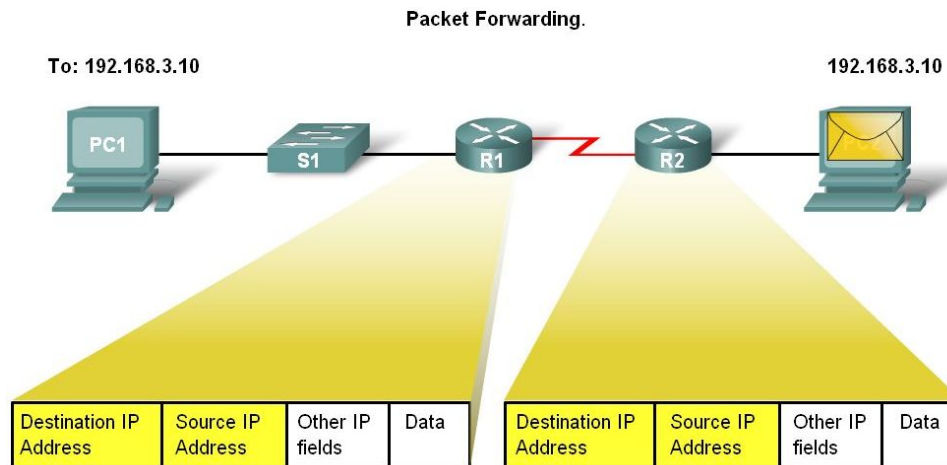 Packet Forwarding.
To: 192.168.3.10
192.168.3.10
PC1
S1
R1
R2
PC2
Destination IP Address
Source IP Address
Other IP fields
Data
Destination IP Address
Source IP Address
Other IP fields
Data